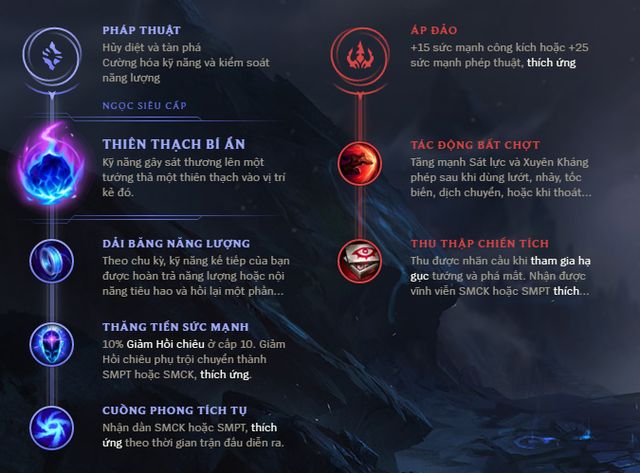 PHÁP THUẬT
Hủy diệt và tàn phá
Cường hóa kỹ năng và kiểm soát
năng lượng
NGỌC SIÊU CẤP
THIÊN THẠCH BÍ ẨN
Kỹ năng gây sát thương lên một
tướng thả một thiên thạch vào vị trí
kẻ đó.
DẢI BĂNG NĂNG LƯỢNG
Theo chu kỳ, kỹ năng kế tiếp của bạn
được hoàn trả năng lượng hoặc nội
năng tiêu hao và hồi lại một phần...
THĂNG TIẾN SỨC MẠNH
10% Giảm Hồi chiêu ở cấp 10. Giảm
Hồi chiêu phụ trội chuyển thành
SMPT hoặc SMCK, thích ứng.
CUỒNG PHONG TÍCH TỤ
Nhận dần SMCK hoặc SMPT, thích
ứng theo thời gian trận đấu diễn ra.
ÁP ĐẢO
+15 sức mạnh công kích hoặc +25
sức mạnh phép thuật, thích ứng
TÁC ĐỘNG BẤT CHỢT
Tăng mạnh Sát lực và Xuyên Kháng
phép sau khi dùng lướt, nhảy, tốc
biến, dịch chuyển, hoặc khi thoát...
THU THẬP CHIẾN TÍCH
Thu được nhãn cầu khi tham gia hạ
gục tướng và phá mắt. Nhận được
vĩnh viễn SMCK hoặc SMPT thích...